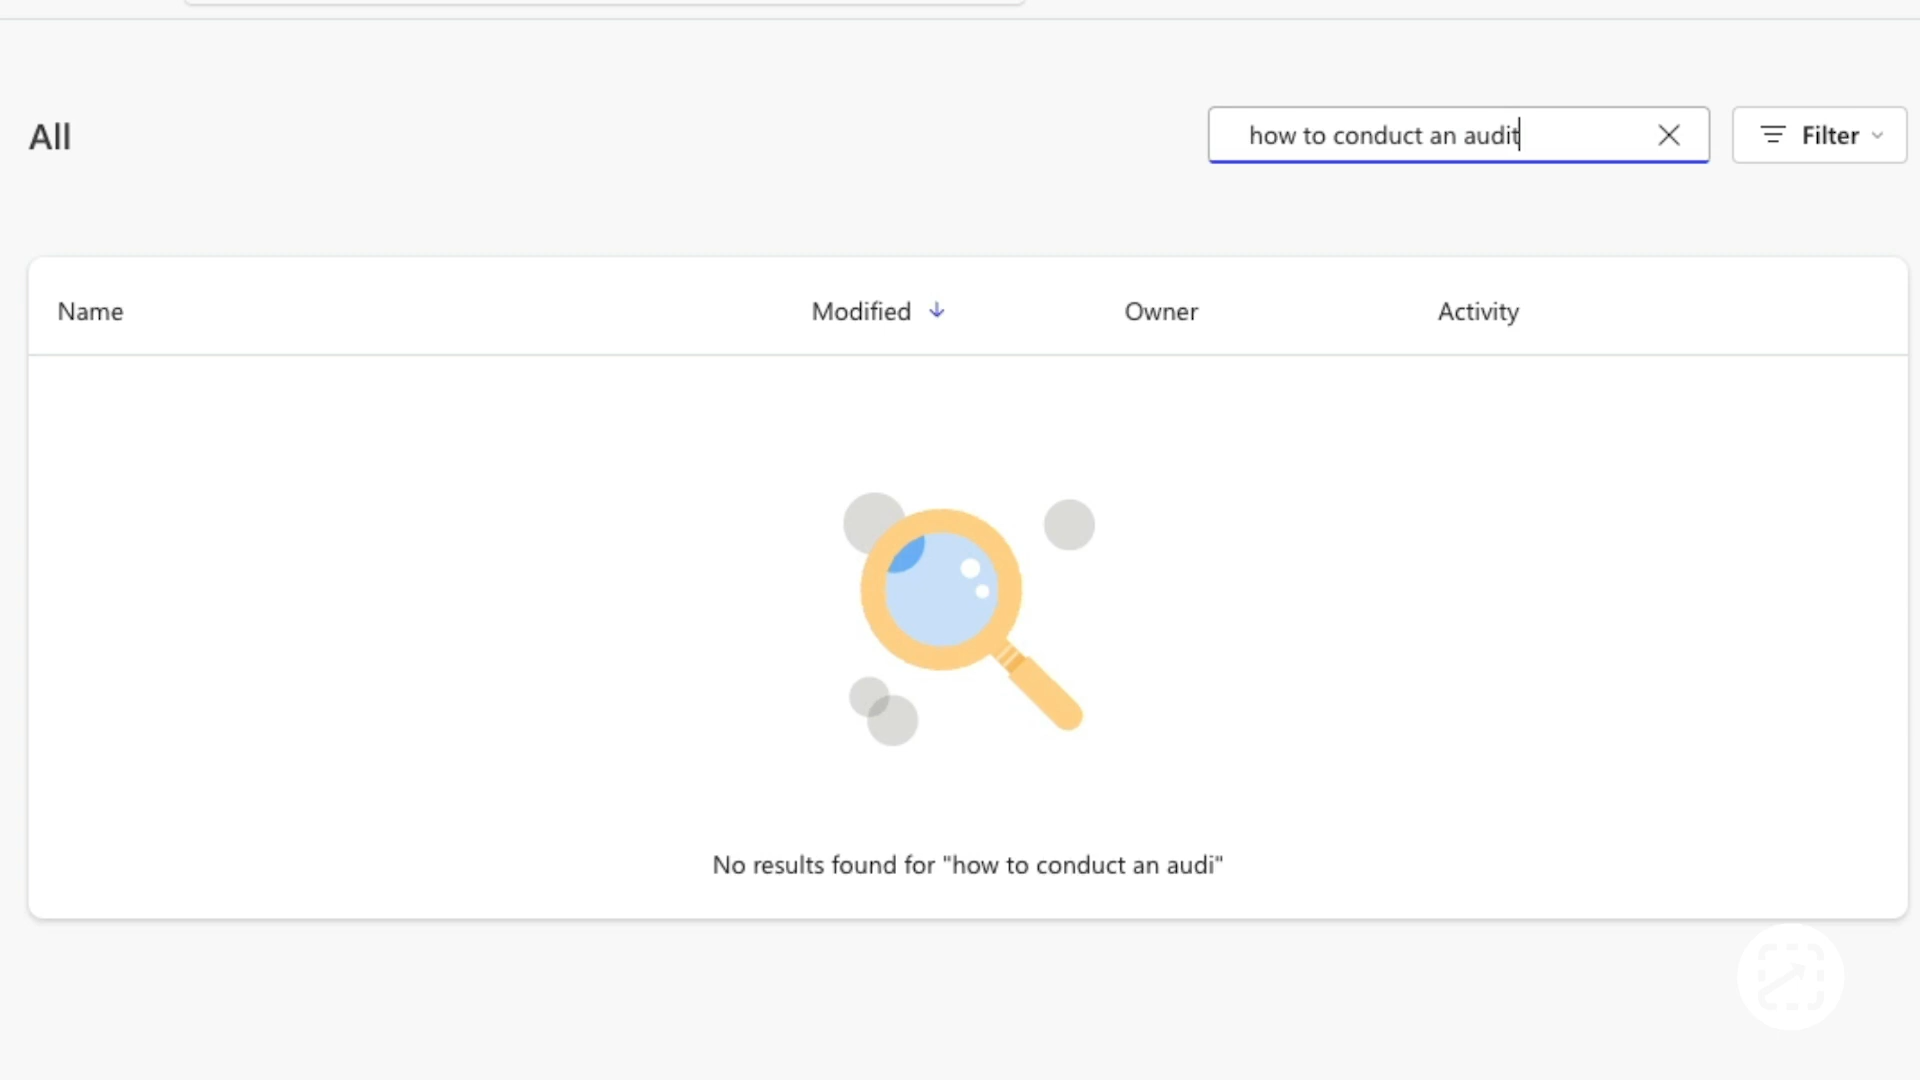 All
how to conduct an audit
Filter
Name Modified Owner Activity
No results found for "how to conduct an audi"